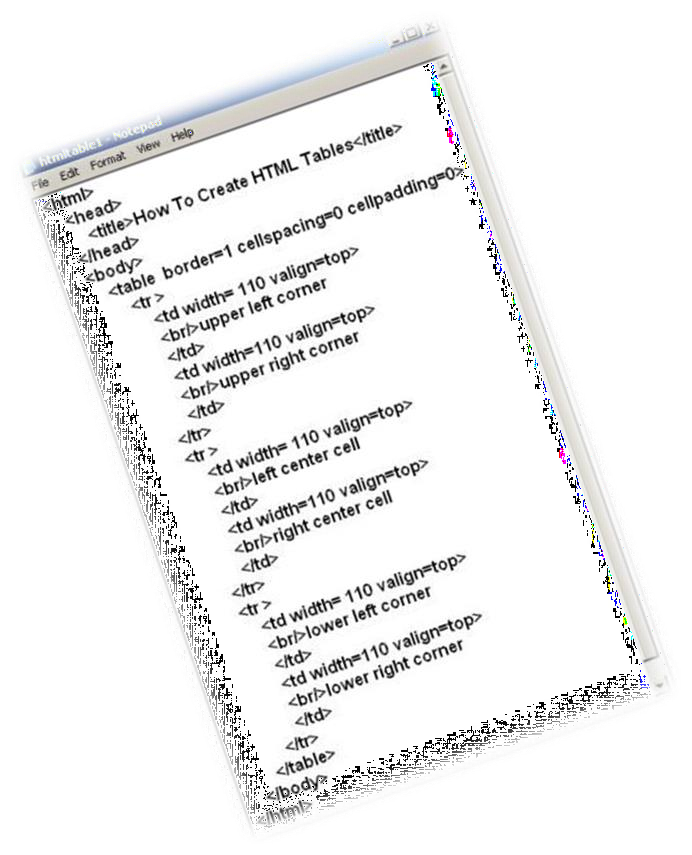 htmltable1 - Notepad
File Edit Format View Help
<html>
<head>
<title>How To Create HTML Tables</title>
</head>
<body>
<table border=1 cellspacing=0 cellpadding=0>
<tr >
<td width= 110 valign=top>
<br/>upper left corner
</td>
<td width=110 valign=top>
<br/>upper right corner
</td>
</tr>
<tr >
<td width= 110 valign=top>
<br/>left center cell
</td>
<td width=110 valign=top>
<br/>right center cell
</td>
</tr>
<tr >
<td width= 110 valign=top>
<br/>lower left corner
</td>
<td width=110 valign=top>
<br/>lower right corner
</td>
</tr>
</table>
</body>
</html>